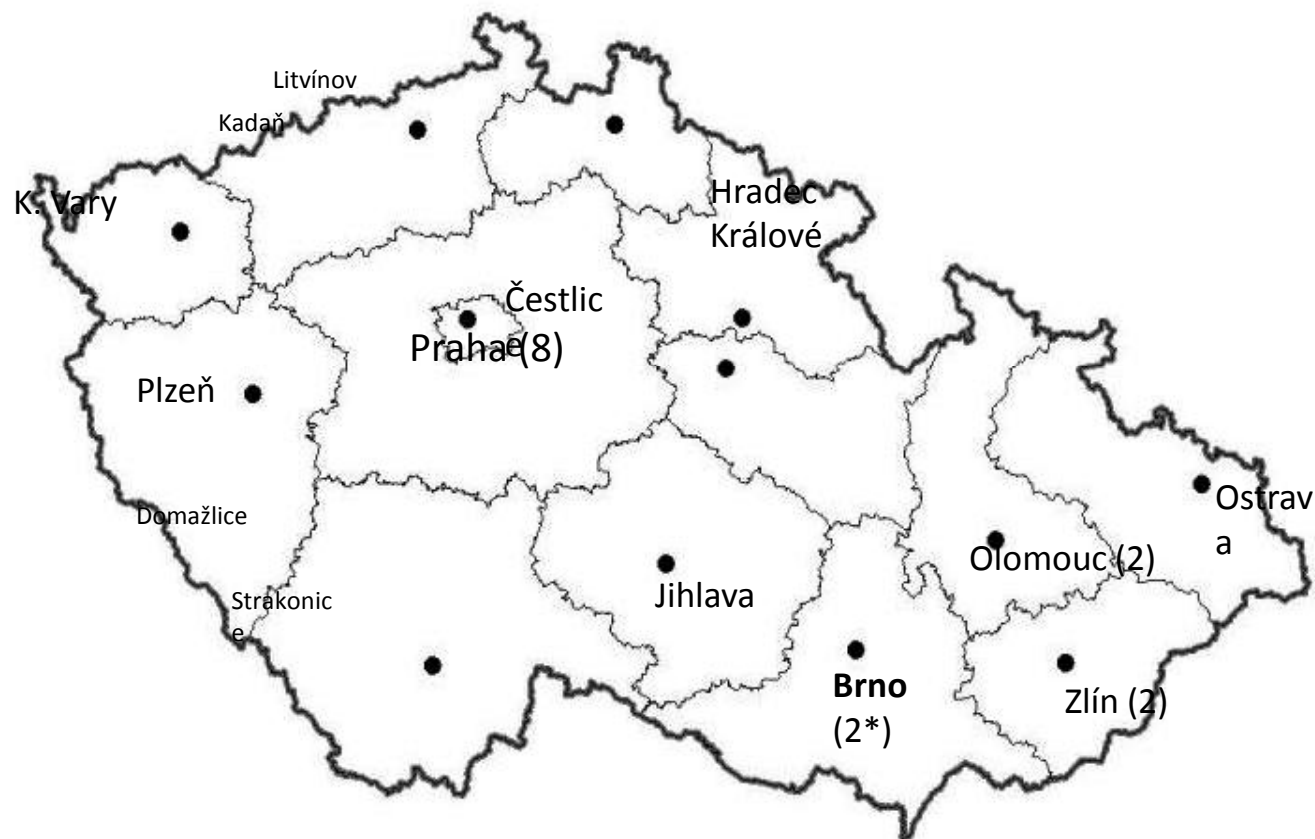 Litvínov
Kadaň
K. Vary
Hradec
Králové
Čestlic
e
Praha (8)
Plzeň
Domažlice
Ostrav
a
Olomouc (2)
Jihlava
Strakonic
e
Brno
(2*)
Zlín (2)